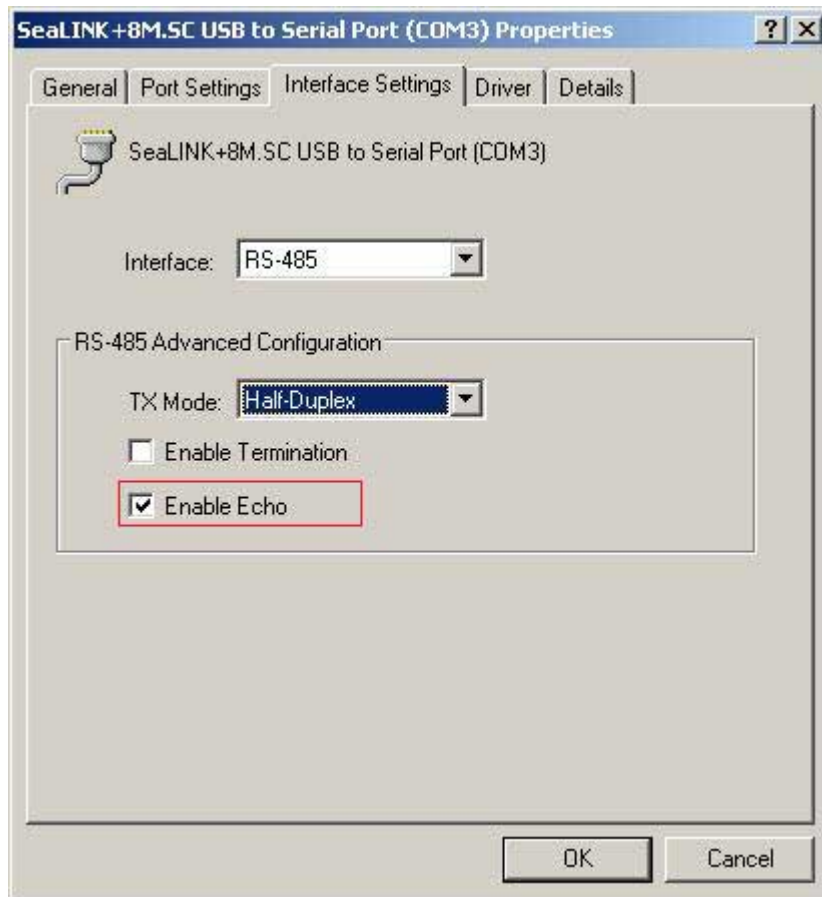 SeaLINK+8M.SC USB to Serial Port (COM3) Properties
General Port Settings Interface Settings Driver Details
SeaLINK+8M.SC USB to Serial Port (COM3)
Interface: RS-485
RS-485 Advanced Configuration
TX Mode: Half-Duplex
Enable Termination
Enable Echo
OK Cancel